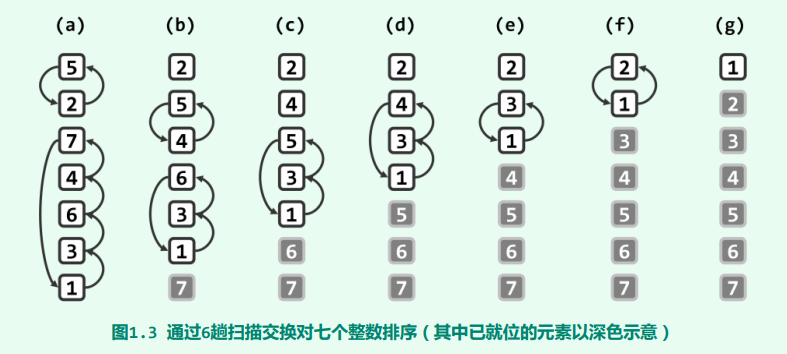 (a) (b) (c) (d) (e) (f) (g)
5 2 2 2 2 2 1
2 5 4 4 3 1 2
7 4 5 3 1 3 3
4 6 3 1 4 4 4
6 3 1 5 5 5 5
3 1 6 6 6 6 6
1 7 7 7 7 7 7
图1.3 通过6趟扫描交换对七个整数排序（其中已就位的元素以深色示意）